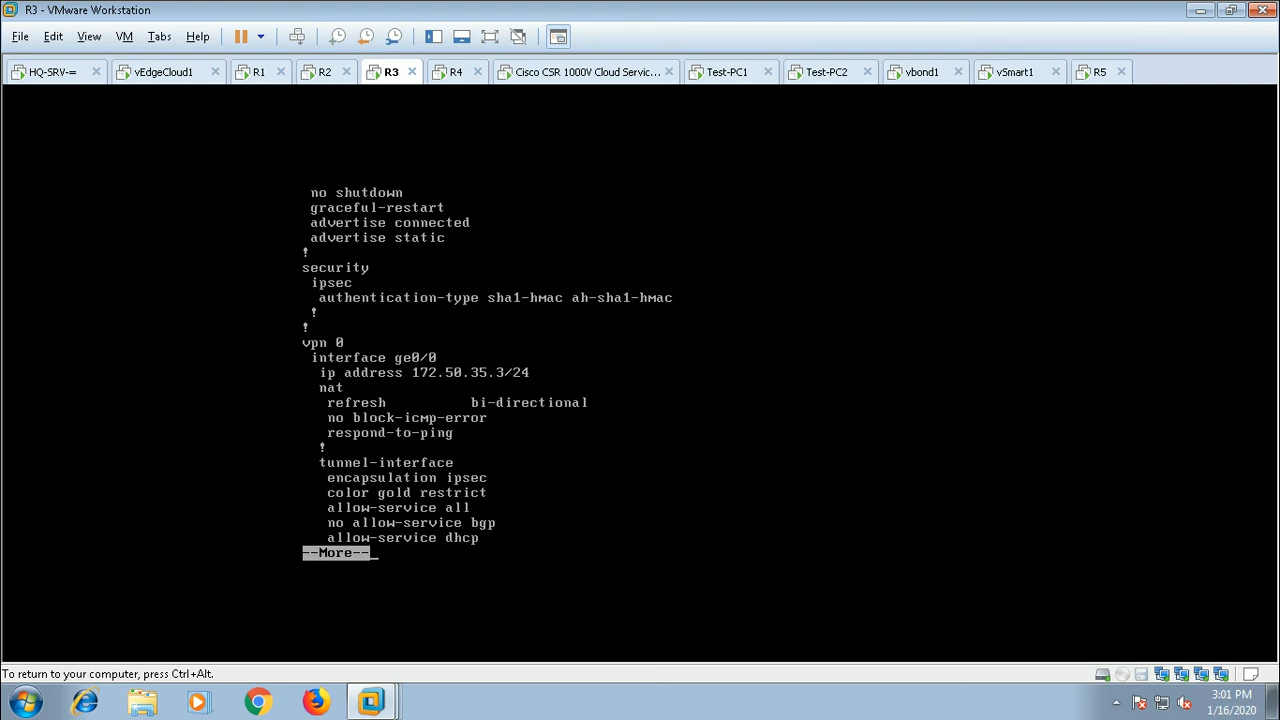 R3 - VMware Workstation
File Edit View VM Tabs Help
HQ-SRV-= vEdgeCloud1 R1 R2 R3 R4 Cisco CSR 1000V Cloud Servic... Test-PC1 Test-PC2 vbond1 vSmart1 R5
no shutdown
graceful-restart
advertise connected
advertise static
!
security
ipsec
authentication-type sha1-hmac ah-sha1-hmac
!
!
vpn 0
interface ge0/0
ip address 172.50.35.3/24
nat
refresh bi-directional
no block-icmp-error
respond-to-ping
!
tunnel-interface
encapsulation ipsec
color gold restrict
allow-service all
no allow-service bgp
allow-service dhcp
--More--_
To return to your computer, press Ctrl+Alt.
3:01 PM
1/16/2020